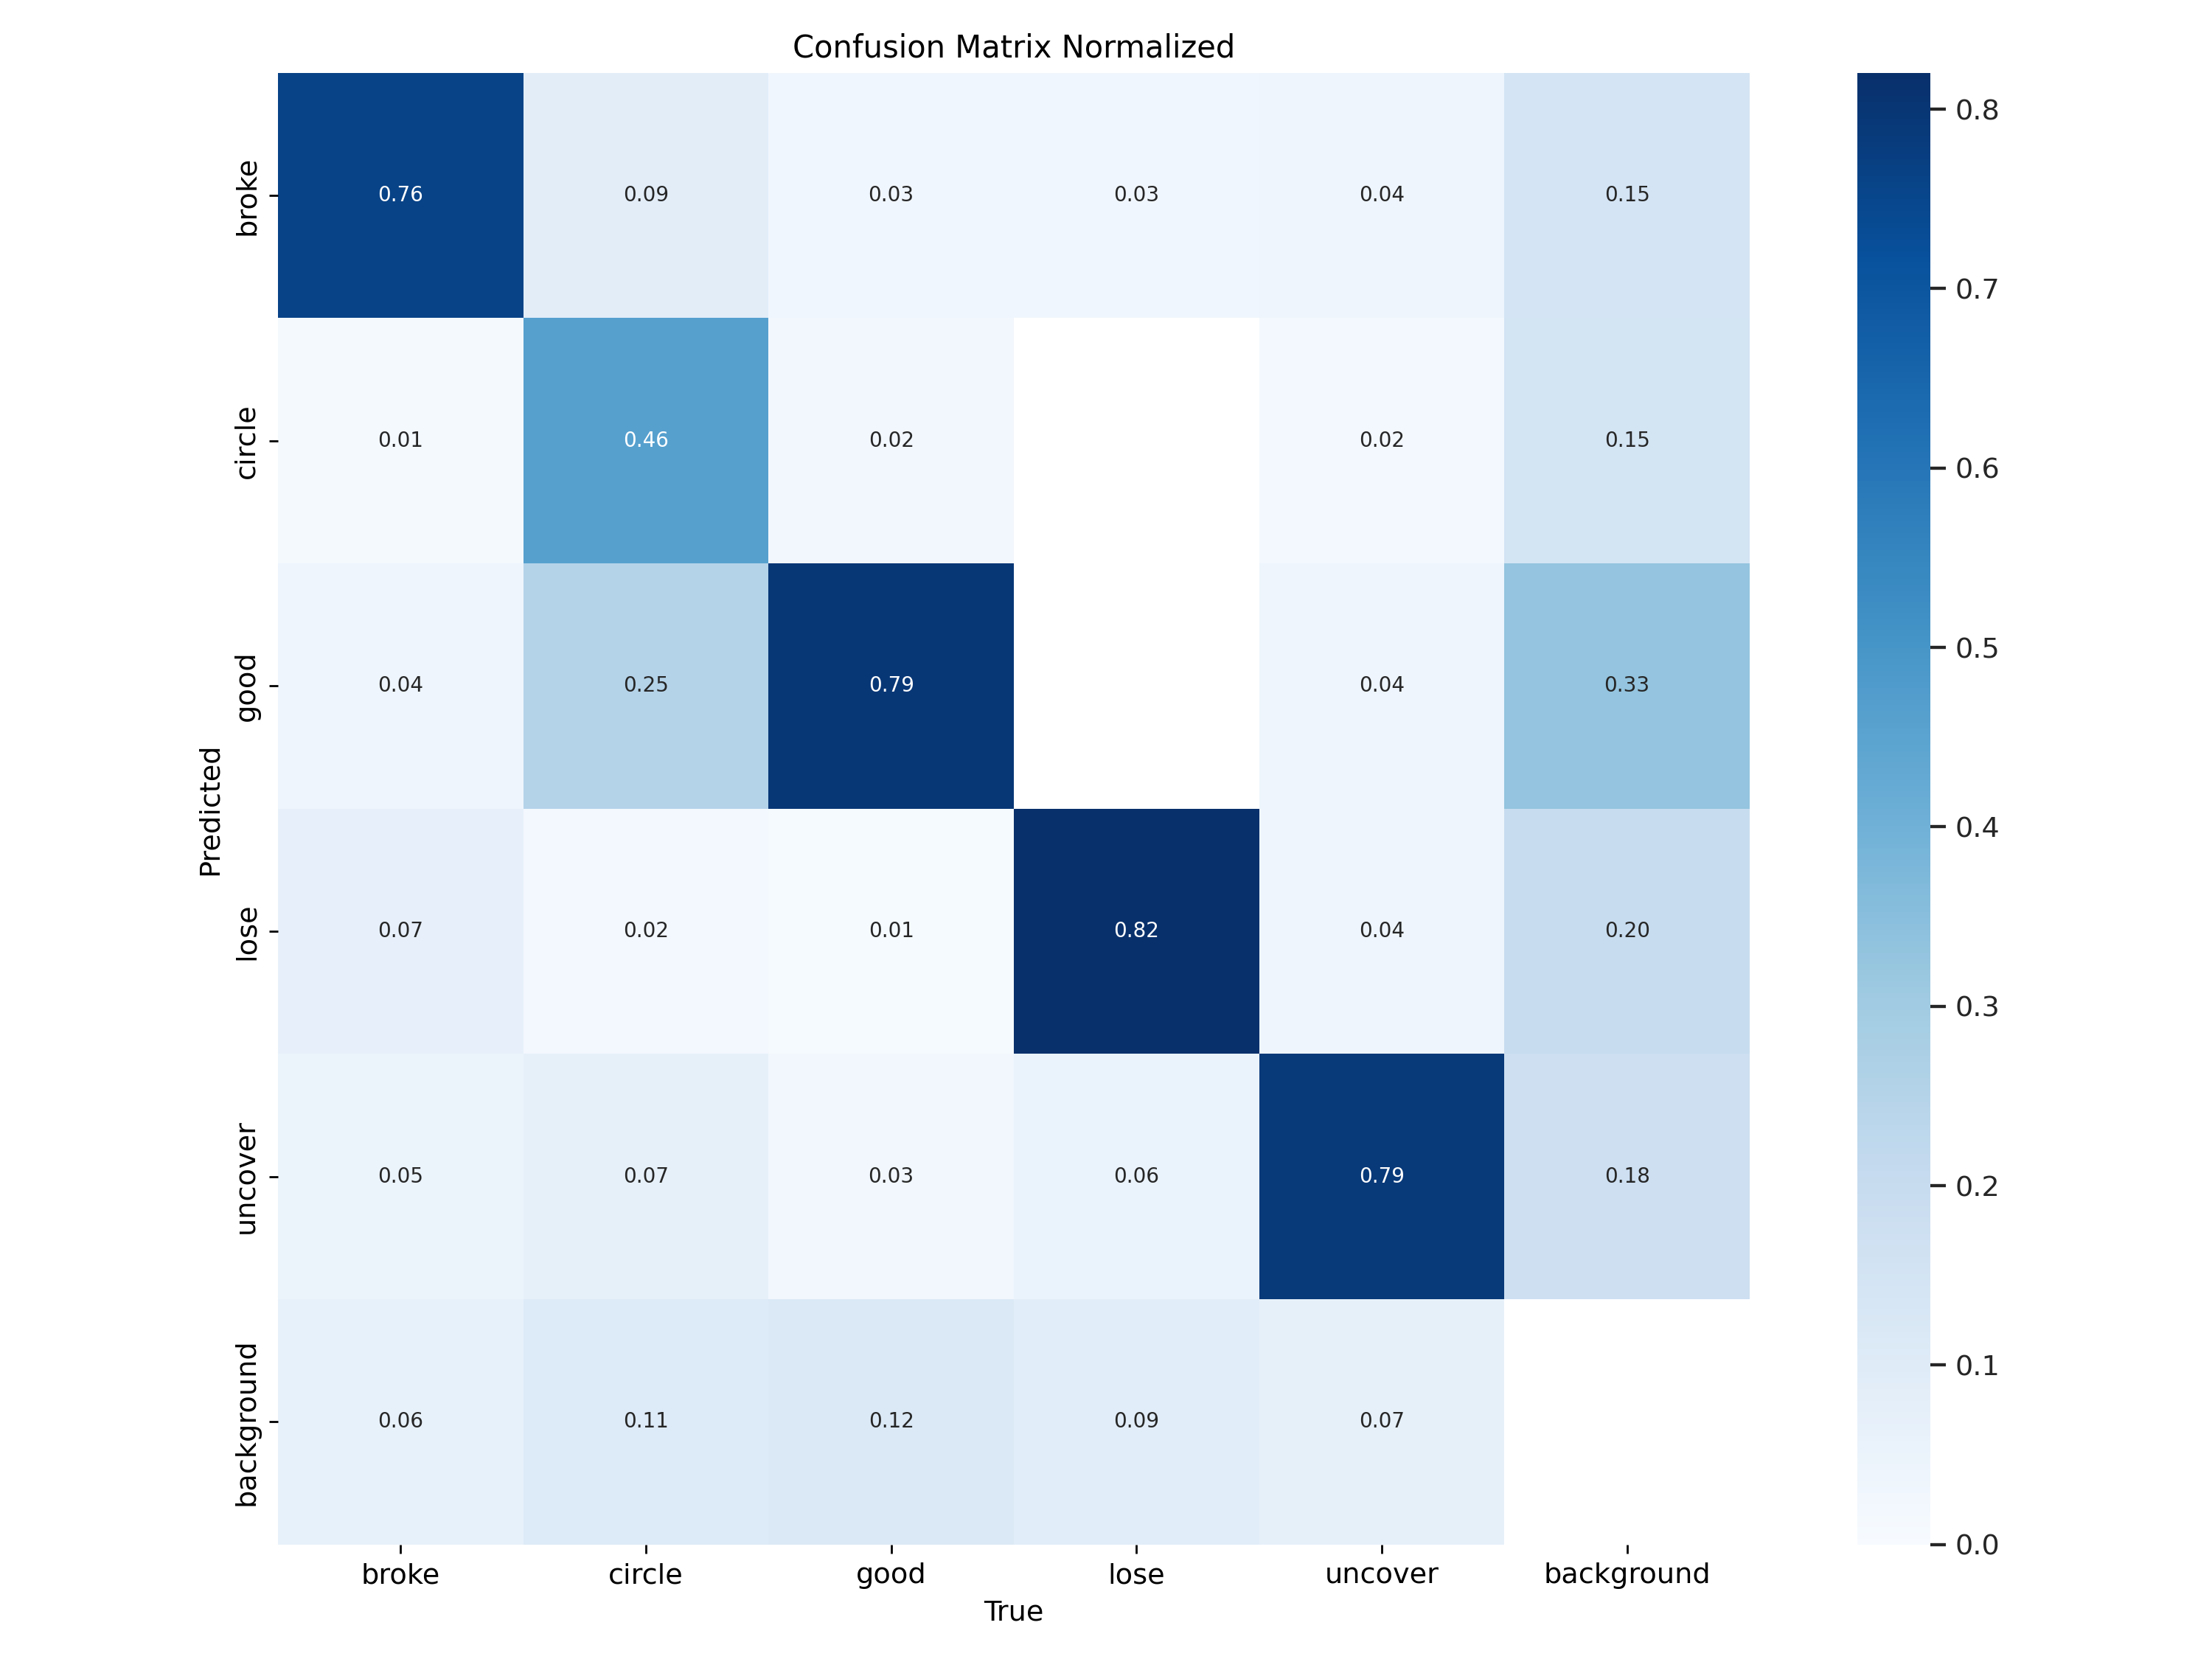 Confusion Matrix Normalized
broke 0.76 0.09 0.03 0.03 0.04 0.15
circle 0.01 0.46 0.02 0.02 0.15
good 0.04 0.25 0.79 0.04 0.33
lose 0.07 0.02 0.01 0.82 0.04 0.20
uncover 0.05 0.07 0.03 0.06 0.79 0.18
background 0.06 0.11 0.12 0.09 0.07
Predicted
broke circle good lose uncover background
True
0.8
0.7
0.6
0.5
0.4
0.3
0.2
0.1
0.0